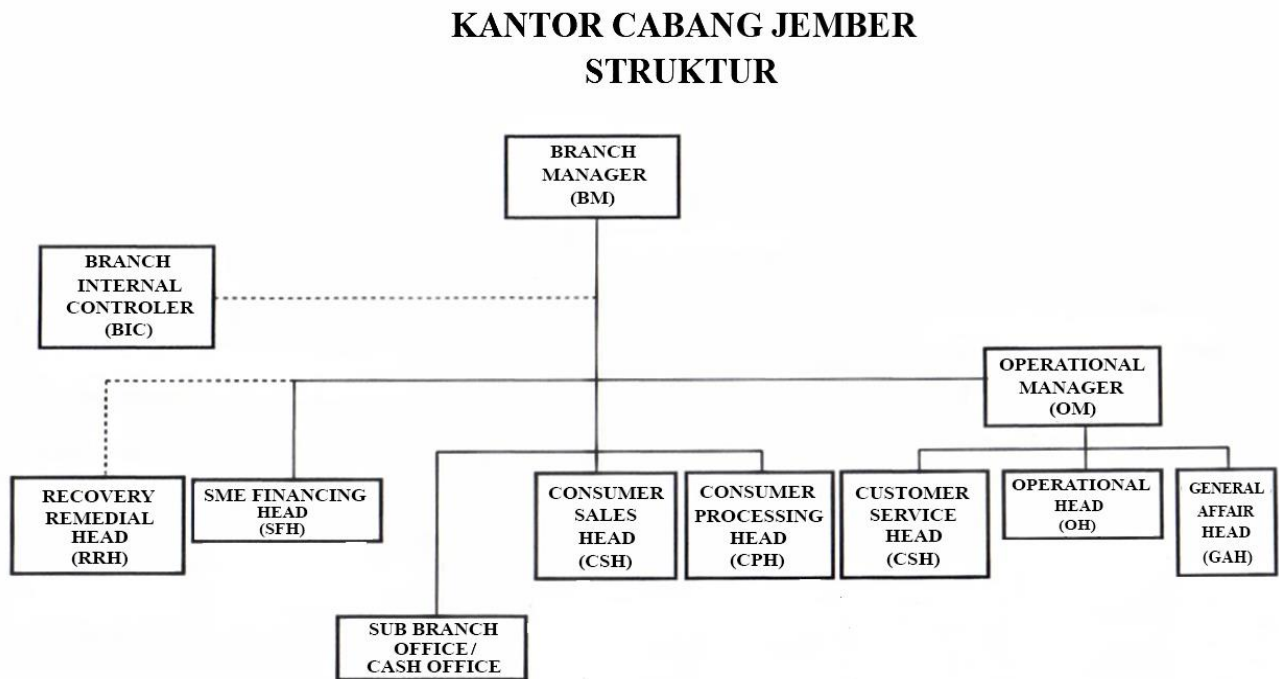 KANTOR CABANG JEMBER
STRUKTUR
BRANCH
MANAGER
(BM)
BRANCH
INTERNAL
CONTROLER
(BIC)
OPERATIONAL
MANAGER
(OM)
RECOVERY
REMEDIAL
HEAD
(RRH)
SME FINANCING
HEAD
(SFH)
CONSUMER
SALES
HEAD
(CSH)
CONSUMER
PROCESSING
HEAD
(CPH)
CUSTOMER
SERVICE
HEAD
(CSH)
OPERATIONAL
HEAD
(OH)
GENERAL
AFFAIR
HEAD
(GAH)
SUB BRANCH
OFFICE /
CASH OFFICE